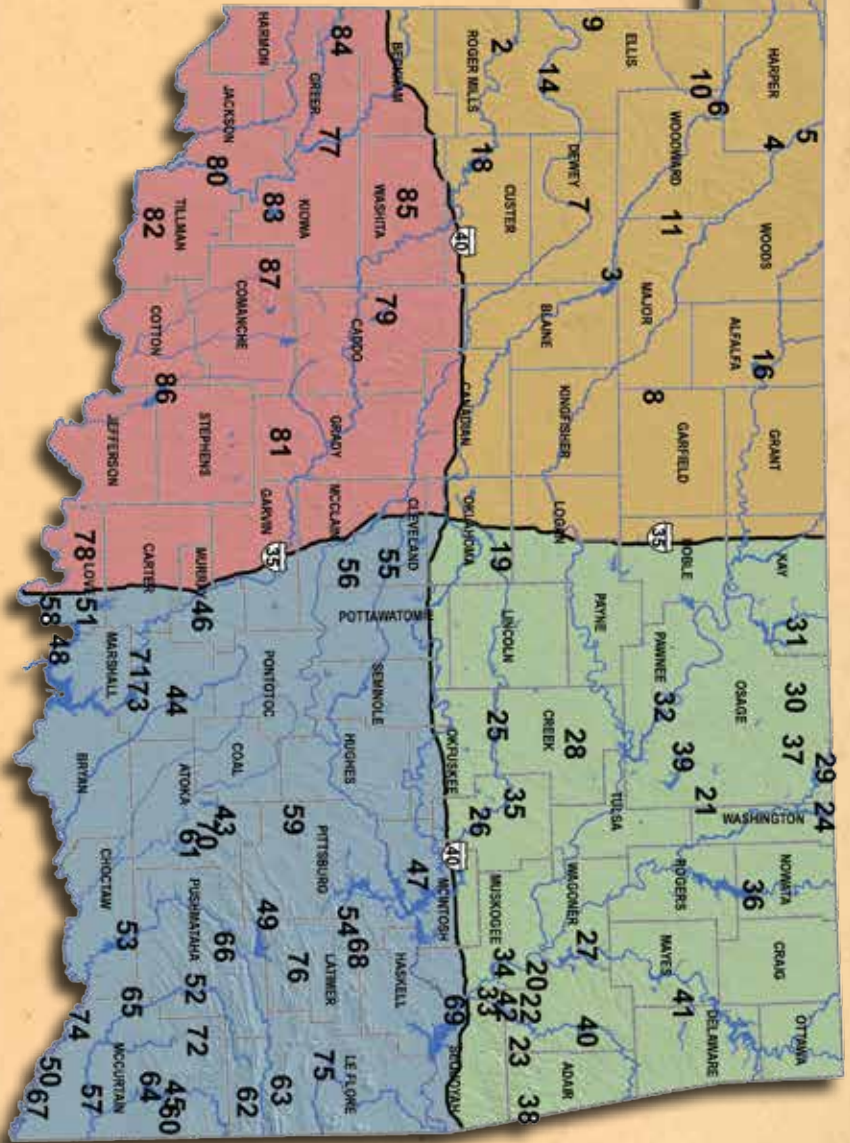 HARPER
5
4
6
10
ELLIS
9
WOODWARD
WOODS
11
ALFALFA
16
GRANT
MAJOR
8
GARFIELD
ROGER MILLS
2
14
DEWEY
7
3
18
CUSTER
BLAINE
KINGFISHER
LOGAN
CANADIAN
OKLAHOMA
40
35
BECKHAM
HARMON
84
GREER
77
JACKSON
80
KIOWA
83
WASHITA
85
TILLMAN
82
87
COMANCHE
79
CADDO
COTTON
86
GRADY
81
STEPHENS
JEFFERSON
MCCLAIN
GARVIN
CLEVELAND
35
MURRAY
CARTER
78
LOVE
KAY
31
NOBLE
30
OSAGE
37
29
24
PAWNEE
32
39
21
WASHINGTON
PAYNE
19
LINCOLN
25
CREEK
28
TULSA
35
26
OKFUSKEE
NOWATA
36
ROGERS
CRAIG
OTTAWA
MAYES
41
DELAWARE
WAGONER
27
MUSKOGEE
34
33
20
22
42
40
23
ADAIR
38
40
MCINTOSH
47
69
SEQUOYAH
55
56
POTTAWATOMIE
SEMINOLE
HUGHES
46
PONTOTOC
51
58
48
MARSHALL
7173
44
BRYAN
COAL
ATOKA
43
70
61
59
PITTSBURG
54
68
HASKELL
49
76
LATIMER
75
LE FLORE
CHOCTAW
53
PUSHMATAHA
66
52
65
72
74
MCCURTAIN
64
45
60
62
63
57
50
67